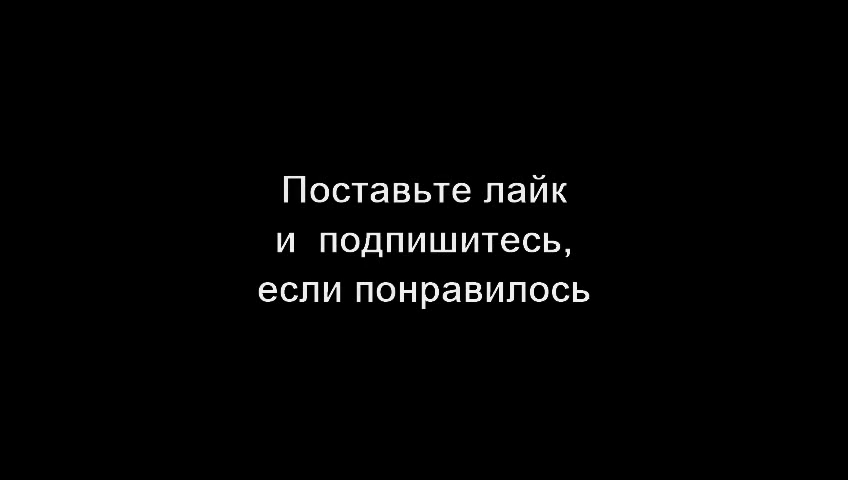 Поставьте лайк
и  подпишитесь,
если понравилось